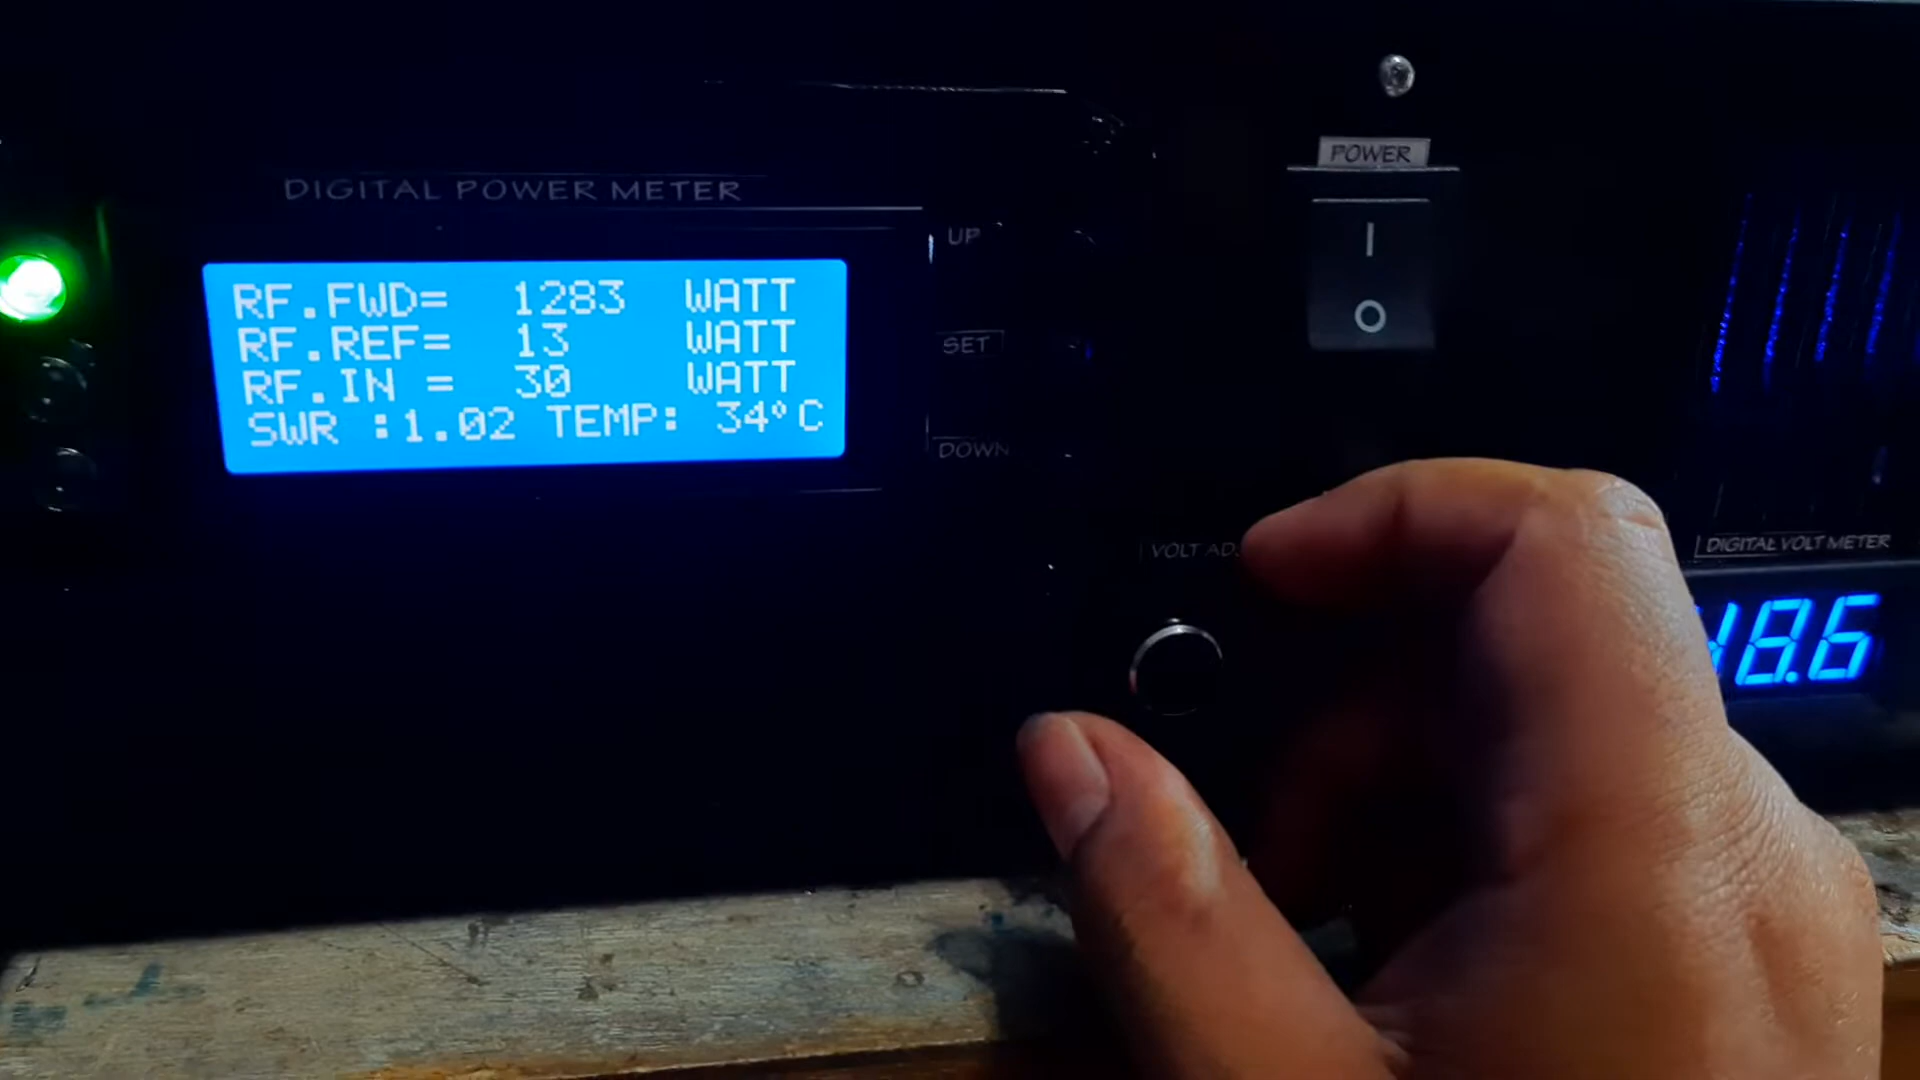 DIGITAL POWER METER
RF.FWD= 1283 WATT
RF.REF= 13 WATT
RF.IN = 30 WATT
SWR :1.02 TEMP: 34°C
UP
SET
DOWN
POWER
I
O
VOLT
DIGITAL VOLT METER
8.6